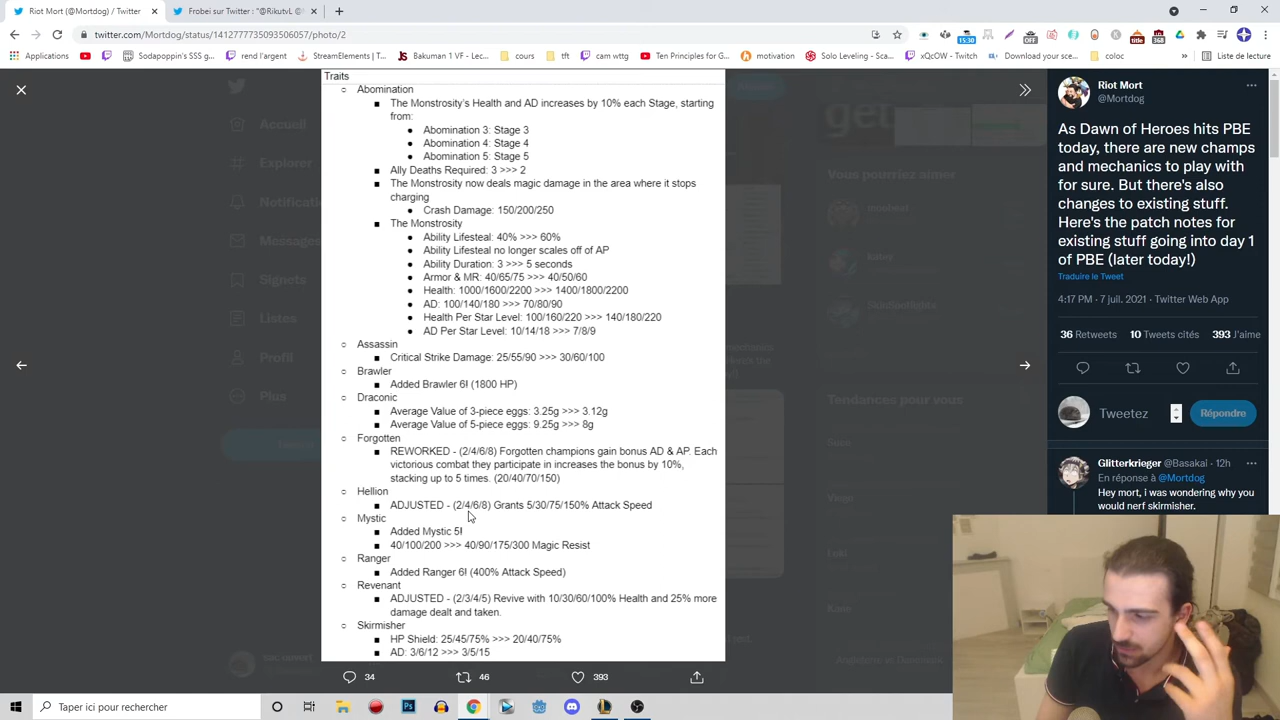 Riot Mort (@Mortdog) / Twitter
Frobei sur Twitter : "@RikutvL @
twitter.com/Mortdog/status/1412777735093506057/photo/2
Applications
Sodapoppin's SSS g...
rend l'argent
StreamElements | T...
Bakuman 1 VF - Lec...
cours
tft
cam wttg
Ten Principles for G...
motivation
Solo Leveling - Sca...
xQcOW - Twitch
Download your sce...
coloc
Liste de lecture
Traits
Abomination
The Monstrosity's Health and AD increases by 10% each Stage, starting
from:
Abomination 3: Stage 3
Abomination 4: Stage 4
Abomination 5: Stage 5
Ally Deaths Required: 3 >>> 2
The Monstrosity now deals magic damage in the area where it stops
charging
Crash Damage: 150/200/250
The Monstrosity
Ability Lifesteal: 40% >>> 60%
Ability Lifesteal no longer scales off of AP
Ability Duration: 3 >>> 5 seconds
Armor & MR: 40/65/75 >>> 40/50/60
Health: 1000/1600/2200 >>> 1400/1800/2200
AD: 100/140/180 >>> 70/80/90
Health Per Star Level: 100/160/220 >>> 140/180/220
AD Per Star Level: 10/14/18 >>> 7/8/9
Assassin
Critical Strike Damage: 25/55/90 >>> 30/60/100
Brawler
Added Brawler 6! (1800 HP)
Draconic
Average Value of 3-piece eggs: 3.25g >>> 3.12g
Average Value of 5-piece eggs: 9.25g >>> 8g
Forgotten
REWORKED - (2/4/6/8) Forgotten champions gain bonus AD & AP. Each
victorious combat they participate in increases the bonus by 10%,
stacking up to 5 times. (20/40/70/150)
Hellion
ADJUSTED - (2/4/6/8) Grants 5/30/75/150% Attack Speed
Mystic
Added Mystic 5!
40/100/200 >>> 40/90/175/300 Magic Resist
Ranger
Added Ranger 6! (400% Attack Speed)
Revenant
ADJUSTED - (2/3/4/5) Revive with 10/30/60/100% Health and 25% more
damage dealt and taken.
Skirmisher
HP Shield: 25/45/75% >>> 20/40/75%
AD: 3/6/12 >>> 3/5/15
34
46
393
Accueil
Explorer
Notificatio
Messages
Signets
Listes
Profil
Plus
get
Vous pourriez aimer
Tendances pour vous
Riot Mort
@Mortdog
As Dawn of Heroes hits PBE
today, there are new champs
and mechanics to play with
for sure. But there's also
changes to existing stuff.
Here's the patch notes for
existing stuff going into day 1
of PBE (later today!)
Traduire le Tweet
4:17 PM · 7 juil. 2021 · Twitter Web App
36 Retweets 10 Tweets cités 393 J'aime
Tweetez
Répondre
Glitterkrieger @Basakai · 12h
En réponse à @Mortdog
Hey mort, i was wondering why you
would nerf skirmisher.
Taper ici pour rechercher